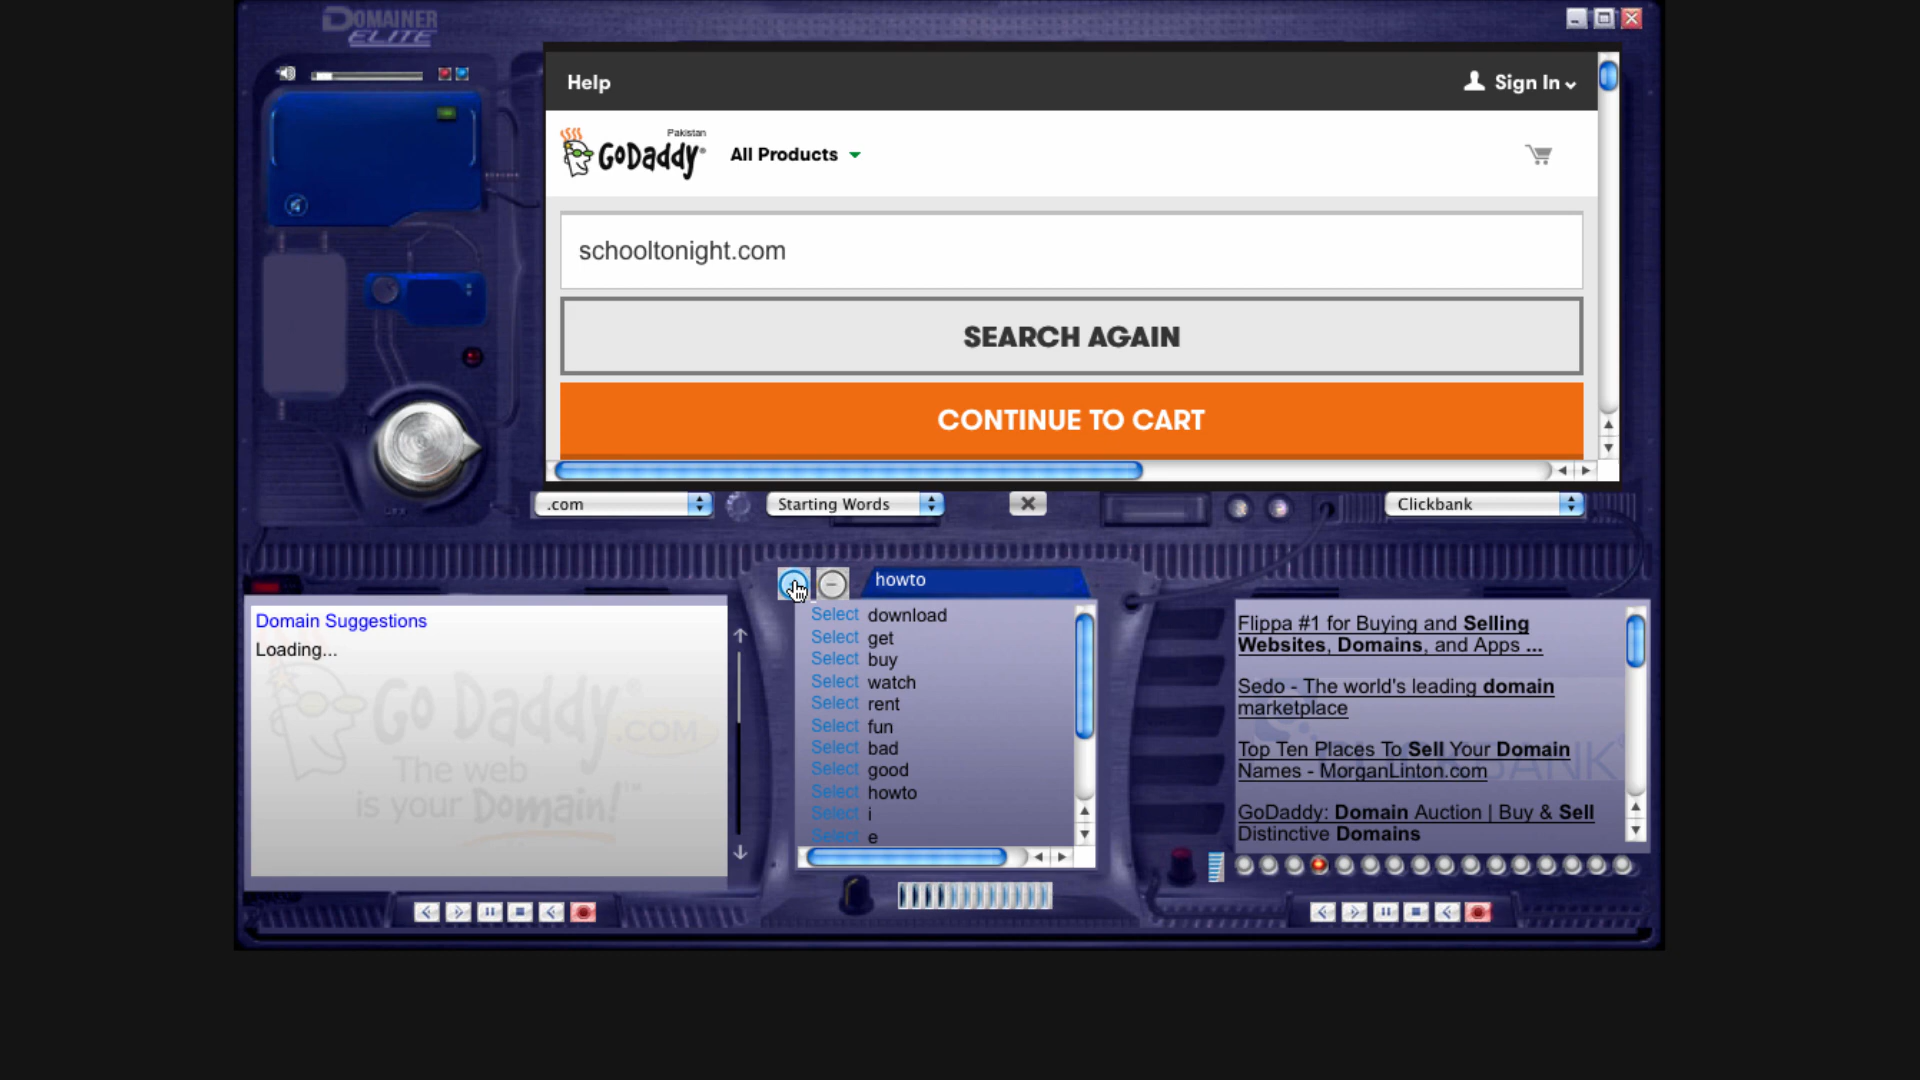 DOMAINER
ELITE
Help
Sign In
Pakistan
GoDaddy
All Products
schooltonight.com
SEARCH AGAIN
CONTINUE TO CART
.com
Starting Words
Clickbank
howto
Domain Suggestions
Loading...
Go Daddy
.COM
The web
is your Domain!™
Select download
Select get
Select buy
Select watch
Select rent
Select fun
Select bad
Select good
Select howto
Select i
Select e
Flippa #1 for Buying and Selling
Websites, Domains, and Apps ...
Sedo - The world's leading domain
marketplace
Top Ten Places To Sell Your Domain
Names - MorganLinton.com
GoDaddy: Domain Auction | Buy & Sell
Distinctive Domains